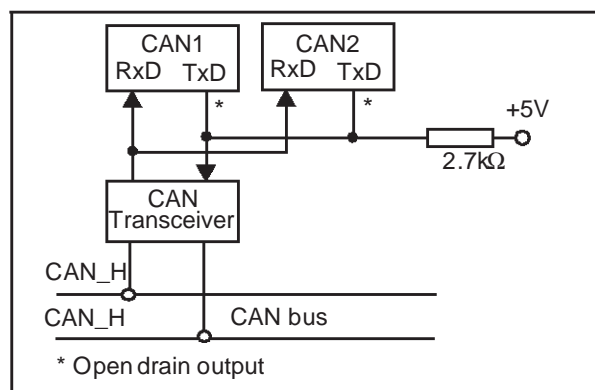 CAN1
RxD TxD
*
CAN2
RxD TxD
*
+5V
2.7kΩ
CAN
Transceiver
CAN_H
CAN_H
CAN bus
* Open drain output